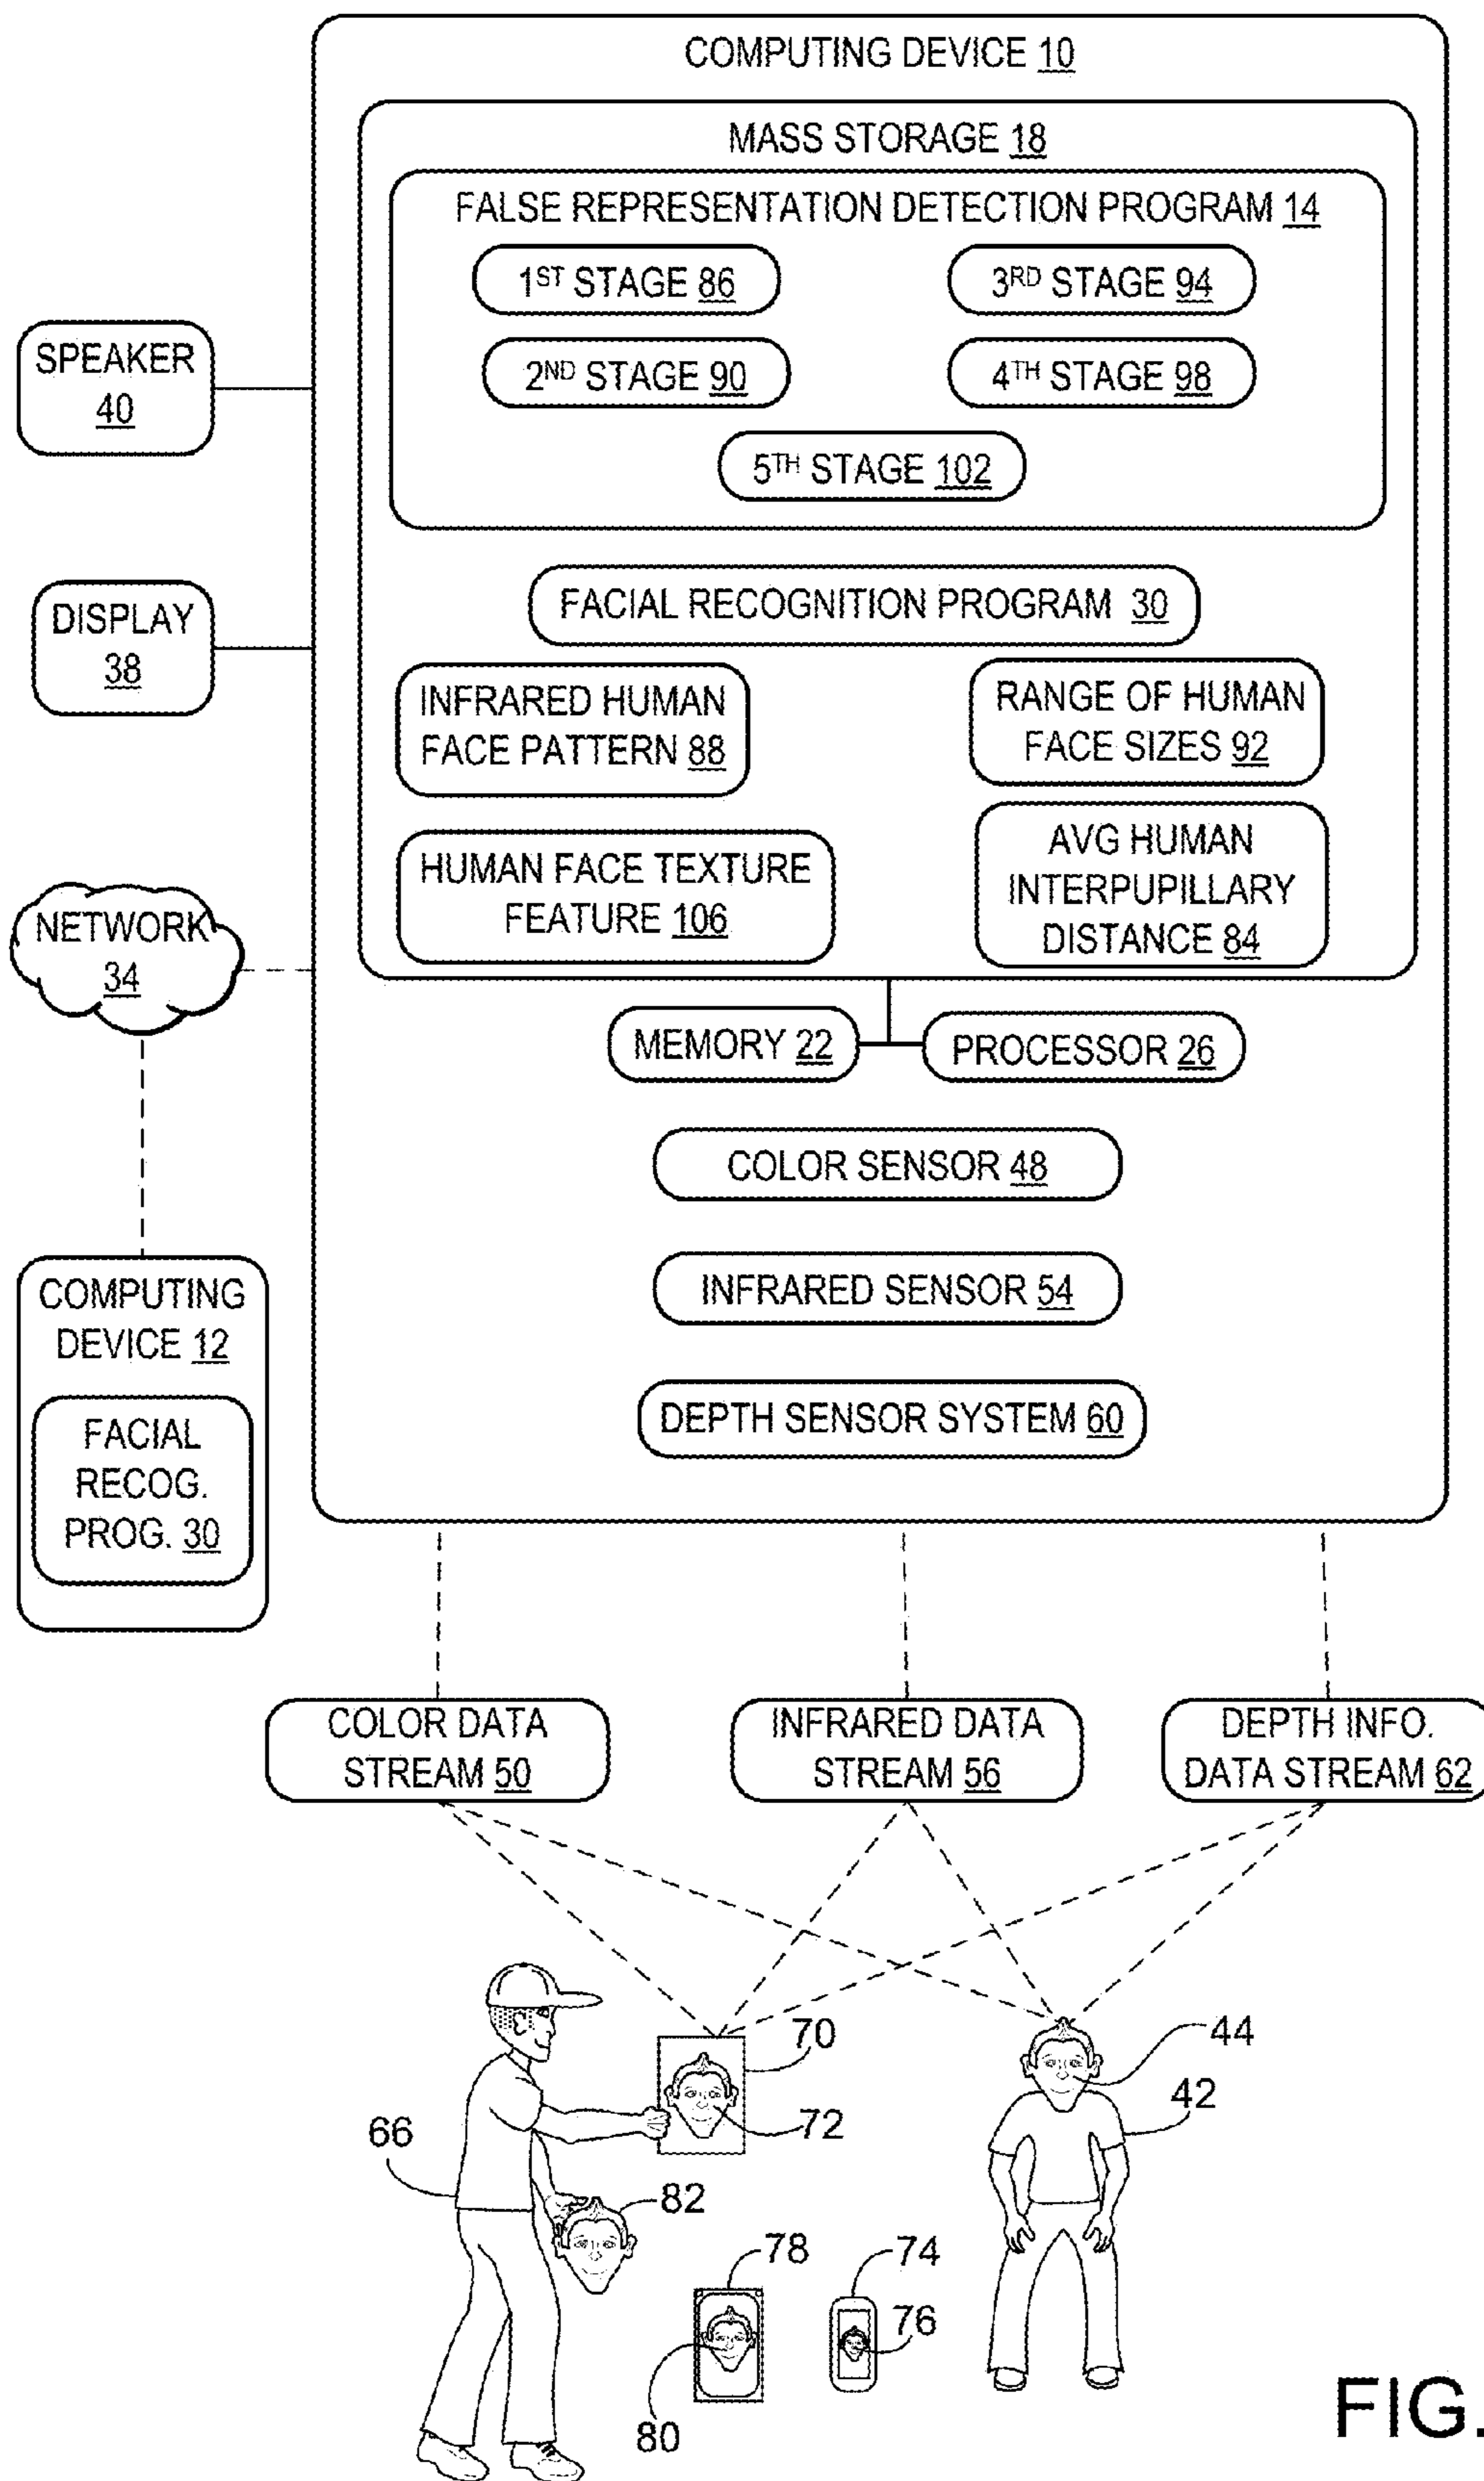 COMPUTING DEVICE 10
MASS STORAGE 18
FALSE REPRESENTATION DETECTION PROGRAM 14
1ST STAGE 86
3RD STAGE 94
2ND STAGE 90
4TH STAGE 98
5TH STAGE 102
FACIAL RECOGNITION PROGRAM 30
INFRARED HUMAN
FACE PATTERN 88
RANGE OF HUMAN
FACE SIZES 92
HUMAN FACE TEXTURE
FEATURE 106
AVG HUMAN
INTERPUPILLARY
DISTANCE 84
MEMORY 22
PROCESSOR 26
COLOR SENSOR 48
INFRARED SENSOR 54
DEPTH SENSOR SYSTEM 60
SPEAKER
40
DISPLAY
38
NETWORK
34
COMPUTING
DEVICE 12
FACIAL
RECOG.
PROG. 30
COLOR DATA
STREAM 50
INFRARED DATA
STREAM 56
DEPTH INFO.
DATA STREAM 62
70
44
72
42
66
82
78
74
76
80
FIG.